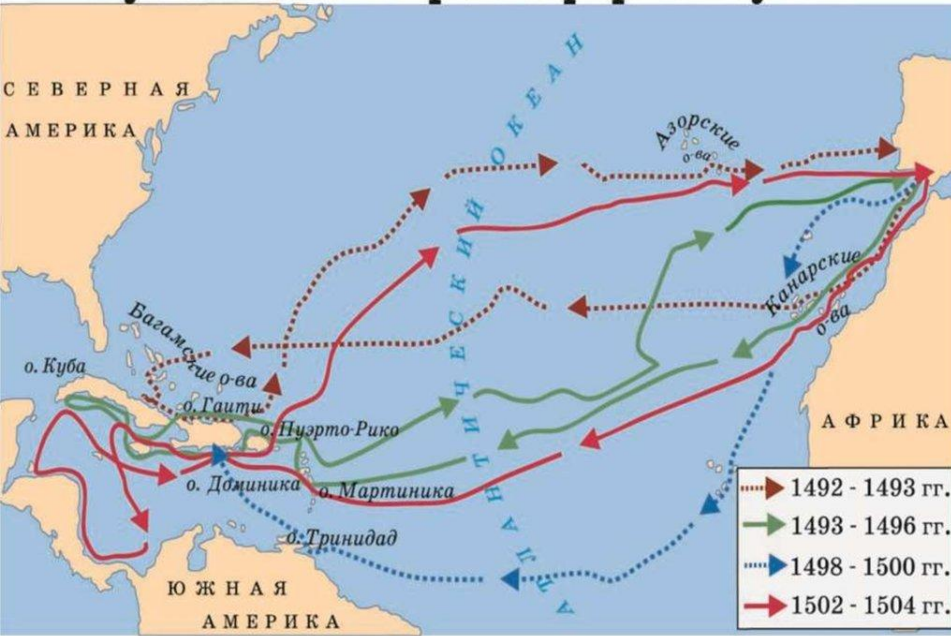 СЕВЕРНАЯ
АМЕРИКА
АТЛАНТИЧЕСКИЙ ОКЕАН
Азорские
о-ва
Канарские
о-ва
Багамские о-ва
о. Куба
о. Гаити
о. Пуэрто-Рико
о. Доминика
о. Мартиника
о. Тринидад
АФРИКА
ЮЖНАЯ
АМЕРИКА
1492 - 1493 гг.
1493 - 1496 гг.
1498 - 1500 гг.
1502 - 1504 гг.